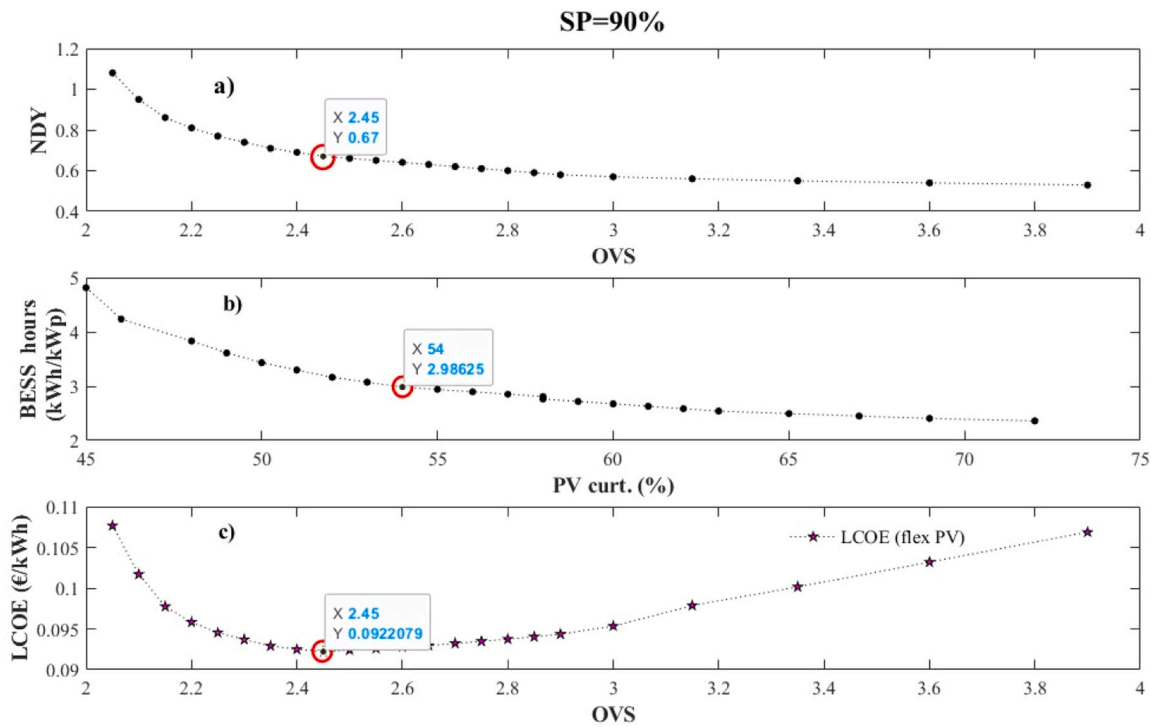 SP=90%
1.2
1
0.8
0.6
0.4
NDY
a)
X 2.45
Y 0.67
2 2.2 2.4 2.6 2.8 3 3.2 3.4 3.6 3.8 4
OVS
5
4
3
2
BESS hours
(kWh/kWp)
b)
X 54
Y 2.98625
45 50 55 60 65 70 75
PV curt. (%)
0.11
0.105
0.1
0.095
0.09
LCOE (€/kWh)
c)
LCOE (flex PV)
X 2.45
Y 0.0922079
2 2.2 2.4 2.6 2.8 3 3.2 3.4 3.6 3.8 4
OVS